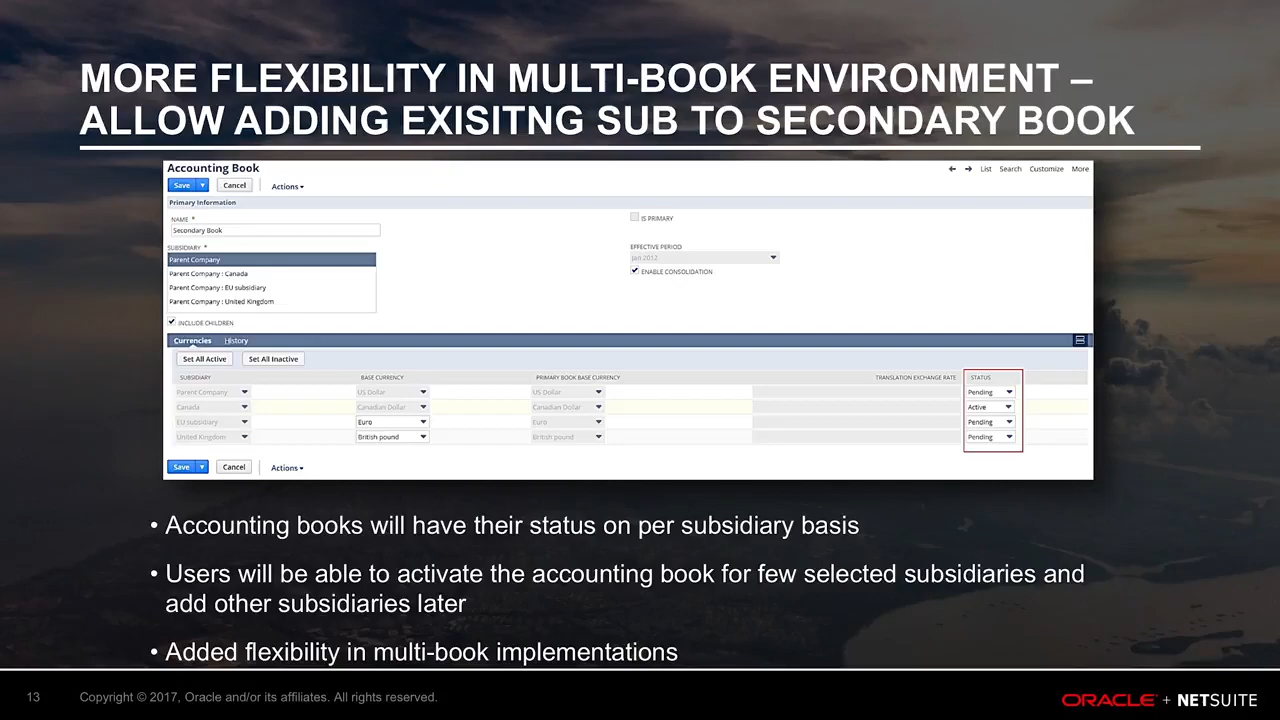 MORE FLEXIBILITY IN MULTI-BOOK ENVIRONMENT –
ALLOW ADDING EXISITNG SUB TO SECONDARY BOOK
Accounting Book
List Search Customize More
Save Cancel Actions
Primary Information
NAME *
Secondary Book
IS PRIMARY
SUBSIDIARY *
Parent Company
Parent Company : Canada
Parent Company : EU subsidiary
Parent Company : United Kingdom
EFFECTIVE PERIOD
Jan 2012
ENABLE CONSOLIDATION
INCLUDE CHILDREN
Currencies History
Set All Active Set All Inactive
SUBSIDIARY BASE CURRENCY PRIMARY BOOK BASE CURRENCY TRANSLATION EXCHANGE RATE STATUS
Parent Company US Dollar US Dollar Pending
Canada Canadian Dollar Canadian Dollar Active
EU subsidiary Euro Euro Pending
United Kingdom British pound British pound Pending
Save Cancel Actions
• Accounting books will have their status on per subsidiary basis
• Users will be able to activate the accounting book for few selected subsidiaries and
add other subsidiaries later
• Added flexibility in multi-book implementations
13 Copyright © 2017, Oracle and/or its affiliates. All rights reserved.
ORACLE + NETSUITE